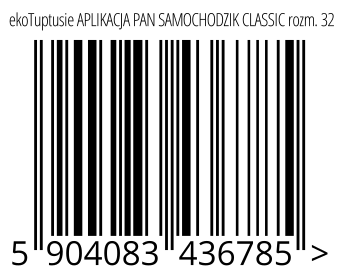 ekoTuptusie APLIKACJA PAN SAMOCHODZIK CLASSIC rozm. 32
5 904083 436785 >